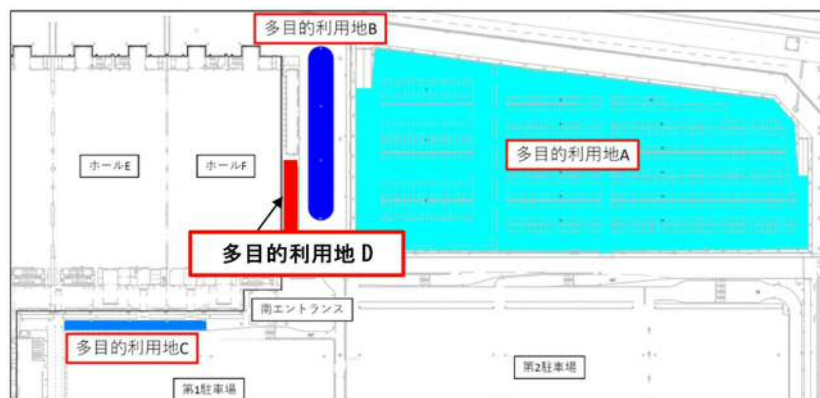 多目的利用地B
ホールE
ホールF
多目的利用地A
多目的利用地 D
南エントランス
多目的利用地C
第1駐車場
第2駐車場